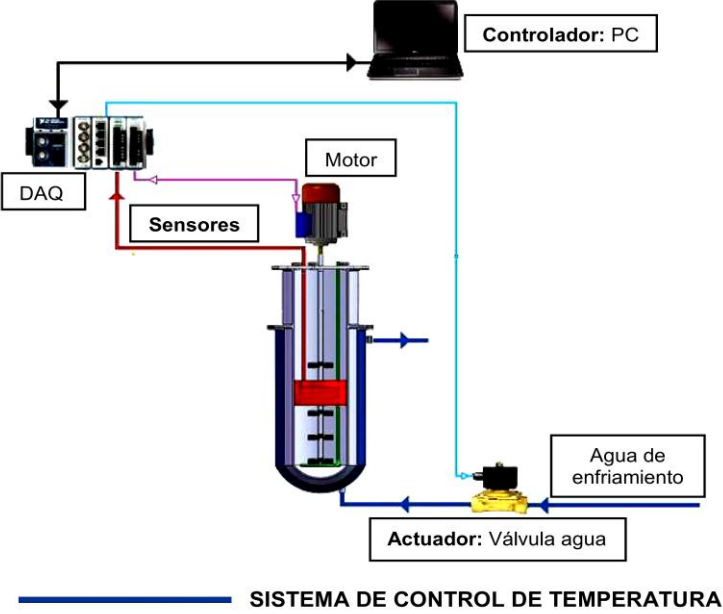 Controlador: PC
Motor
DAQ
Sensores
Agua de
enfriamiento
Actuador: Válvula agua
SISTEMA DE CONTROL DE TEMPERATURA